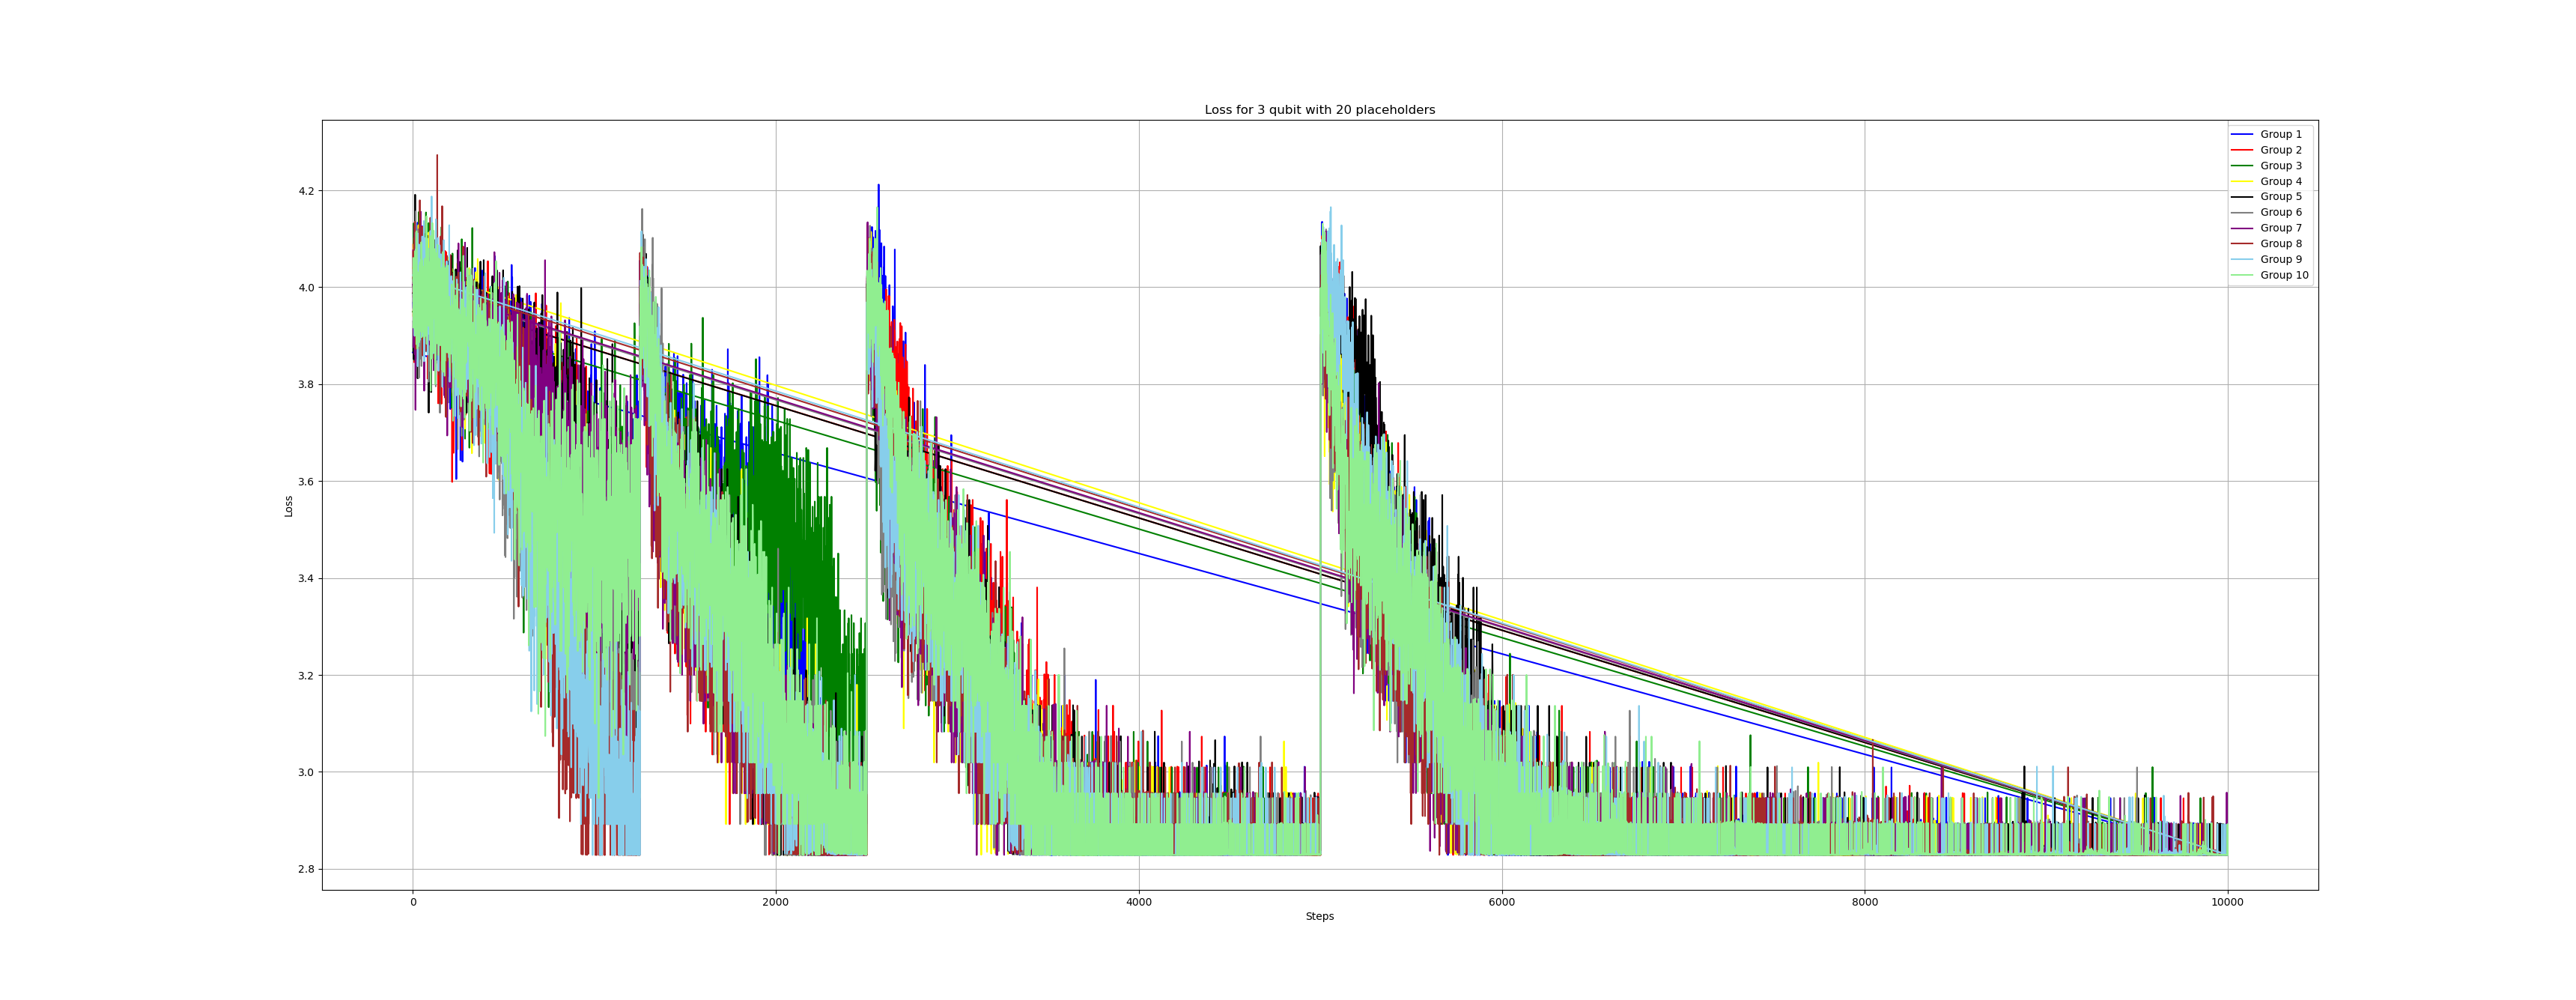 Loss for 3 qubit with 20 placeholders
Group 1
Group 2
Group 3
Group 4
Group 5
Group 6
Group 7
Group 8
Group 9
Group 10
4.2
4.0
3.8
3.6
3.4
3.2
3.0
2.8
Loss
0 2000 4000 6000 8000 10000
Steps